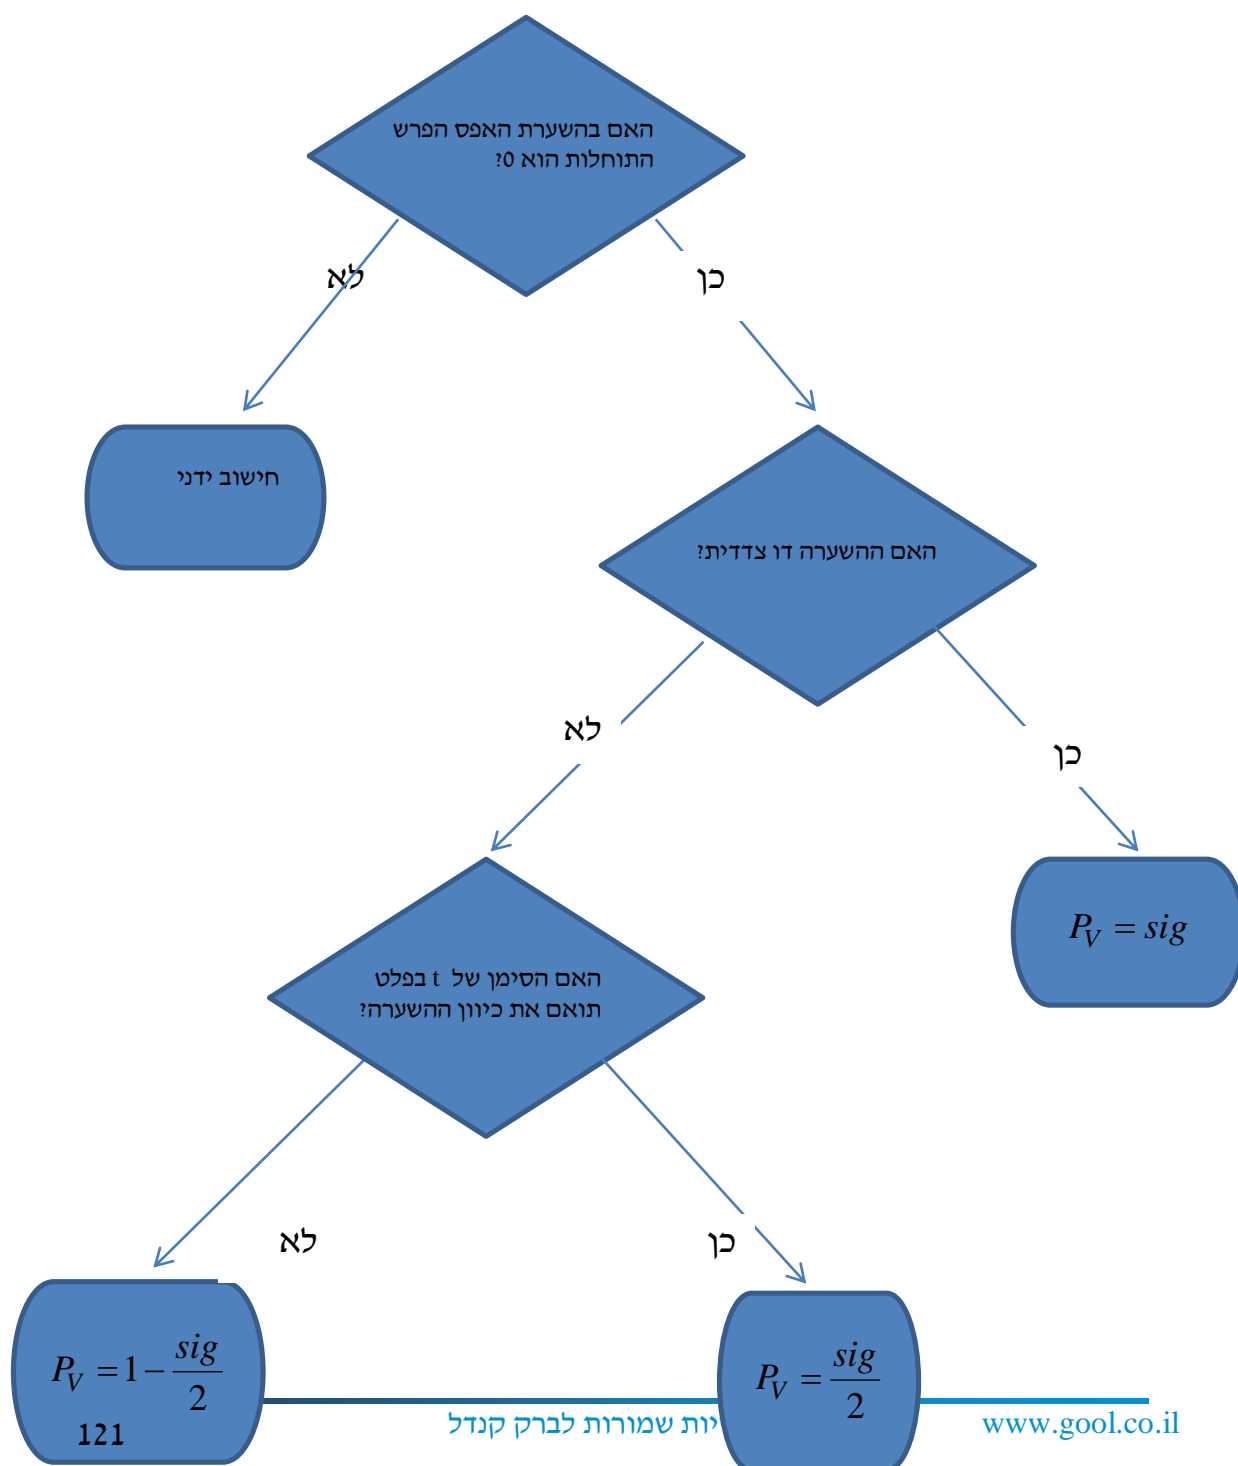 האם בהשערת האפס הפרש
התוחלות הוא 0?
לא
כן
חישוב ידני
האם ההשערה דו צדדית?
לא
כן
P_V = sig
האם הסימן של t בפלט
תואם את כיוון ההשערה?
לא
כן
P_V = 1 - sig/2
P_V = sig/2
121
יות שמורות לברק קנדל
www.gool.co.il